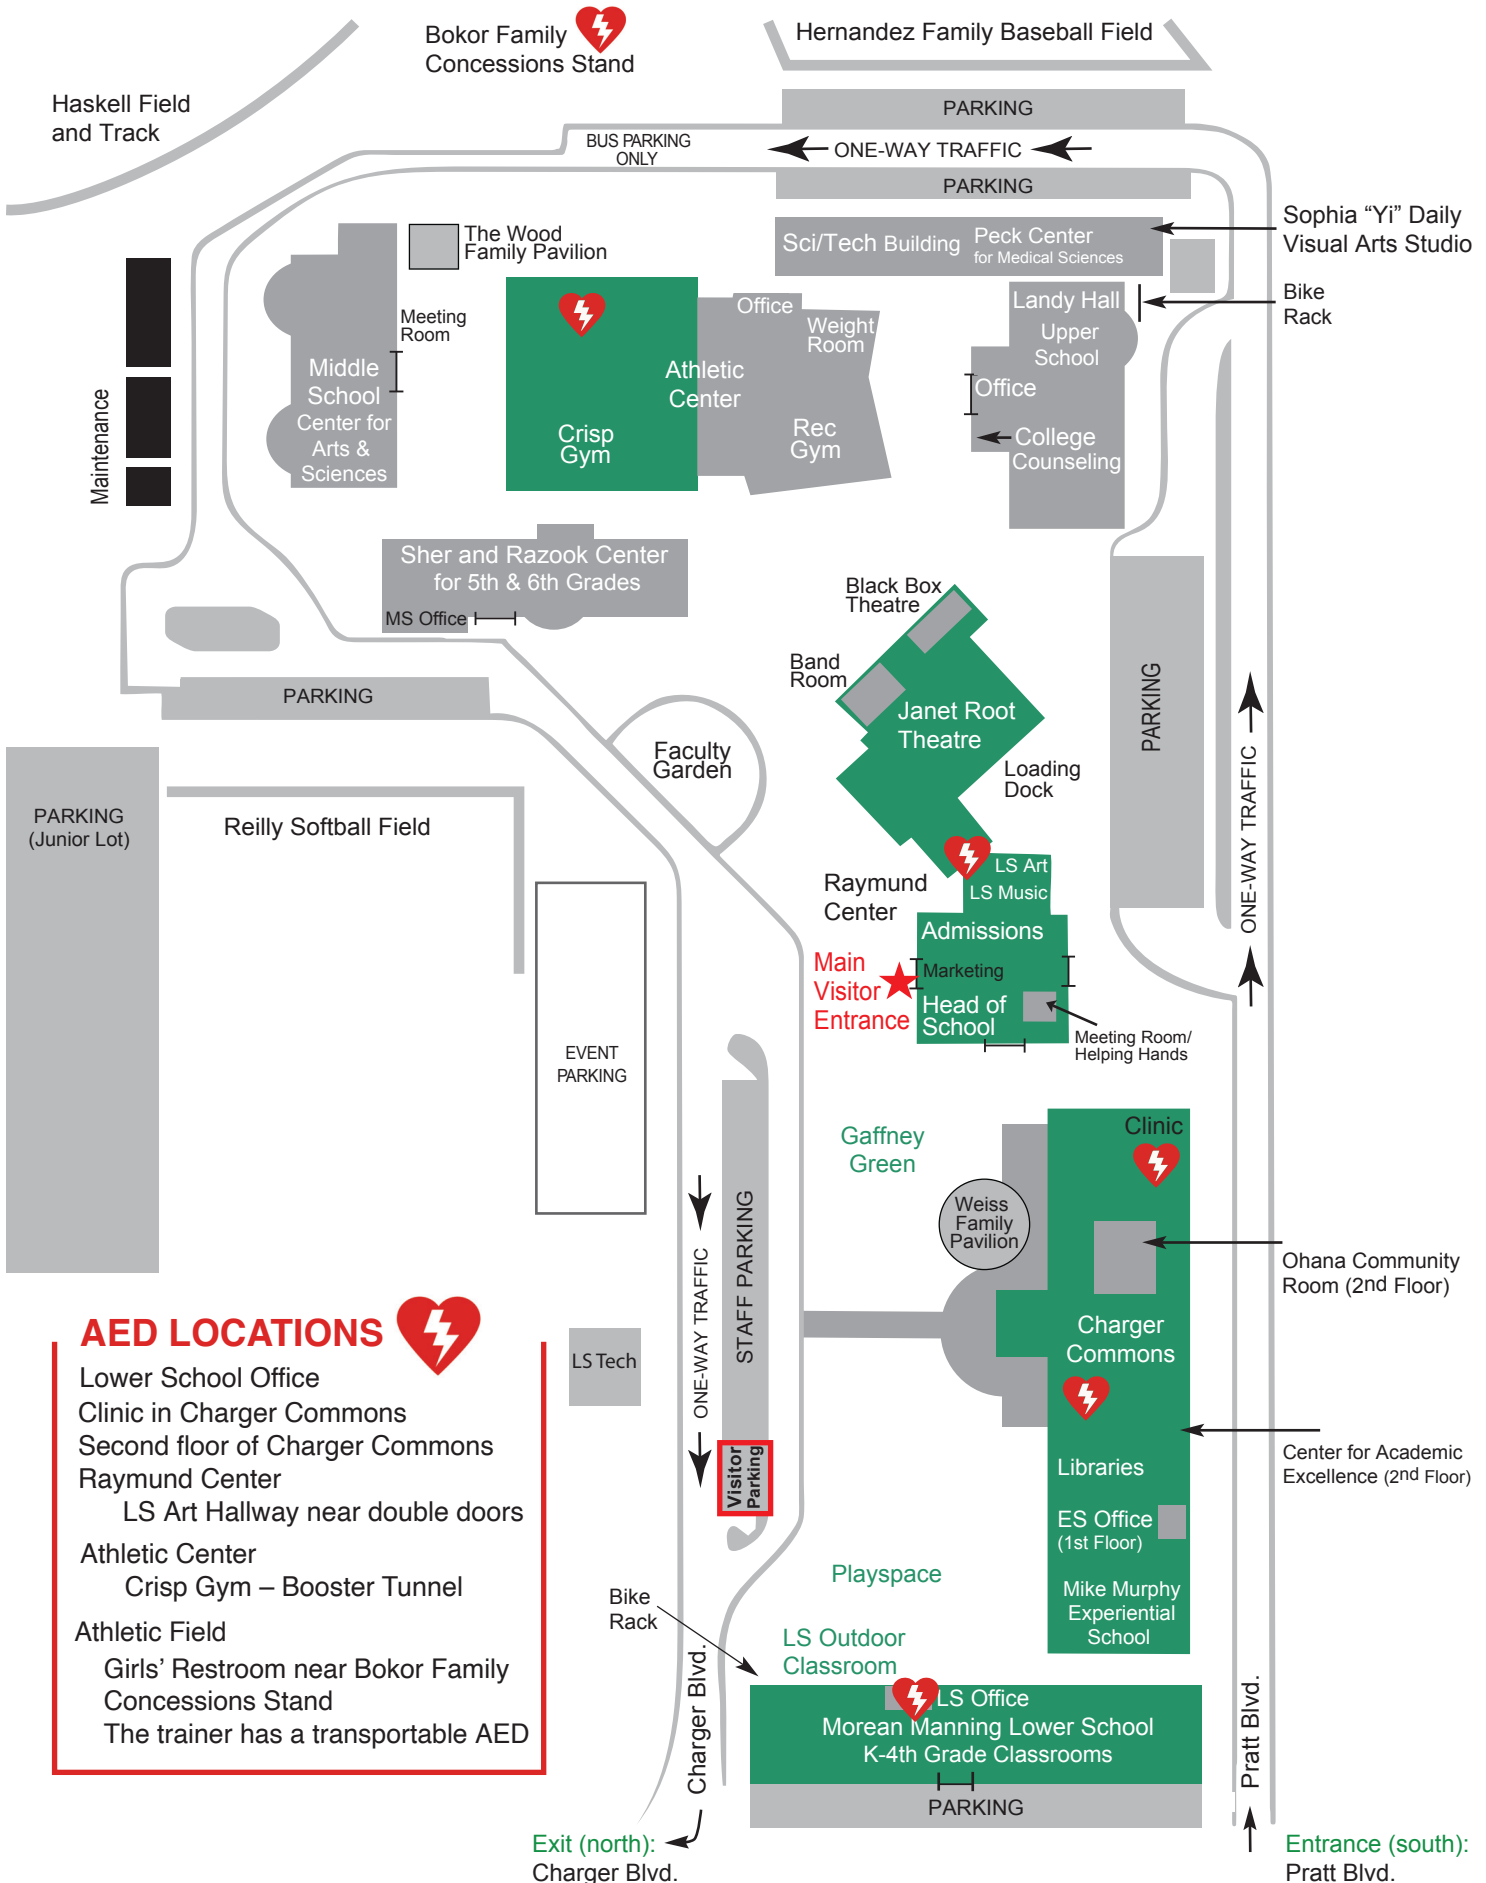 Bokor Family
Concessions Stand
Hernandez Family Baseball Field
Haskell Field
and Track
PARKING
BUS PARKING
ONLY
ONE-WAY TRAFFIC
PARKING
Sophia “Yi” Daily
Visual Arts Studio
The Wood
Family Pavilion
Sci/Tech Building
Peck Center
for Medical Sciences
Bike
Rack
Landy Hall
Upper
School
Office
College
Counseling
Meeting
Room
Middle
School
Center for
Arts &
Sciences
Maintenance
Office
Weight
Room
Athletic
Center
Crisp
Gym
Rec
Gym
Sher and Razook Center
for 5th & 6th Grades
MS Office
Black Box
Theatre
Band
Room
Janet Root
Theatre
Loading
Dock
PARKING
PARKING
ONE-WAY TRAFFIC
Faculty
Garden
PARKING
(Junior Lot)
Reilly Softball Field
Raymund
Center
LS Art
LS Music
Admissions
Marketing
Head of
School
Main
Visitor
Entrance
Meeting Room/
Helping Hands
EVENT
PARKING
Gaffney
Green
Clinic
Weiss
Family
Pavilion
Ohana Community
Room (2nd Floor)
Charger
Commons
STAFF PARKING
ONE-WAY TRAFFIC
LS Tech
Visitor
Parking
Center for Academic
Excellence (2nd Floor)
Libraries
ES Office
(1st Floor)
Mike Murphy
Experiential
School
Playspace
Bike
Rack
LS Outdoor
Classroom
LS Office
Morean Manning Lower School
K-4th Grade Classrooms
PARKING
Charger Blvd.
Pratt Blvd.
AED LOCATIONS
Lower School Office
Clinic in Charger Commons
Second floor of Charger Commons
Raymund Center
LS Art Hallway near double doors
Athletic Center
Crisp Gym – Booster Tunnel
Athletic Field
Girls’ Restroom near Bokor Family
Concessions Stand
The trainer has a transportable AED
Exit (north):
Charger Blvd.
Entrance (south):
Pratt Blvd.